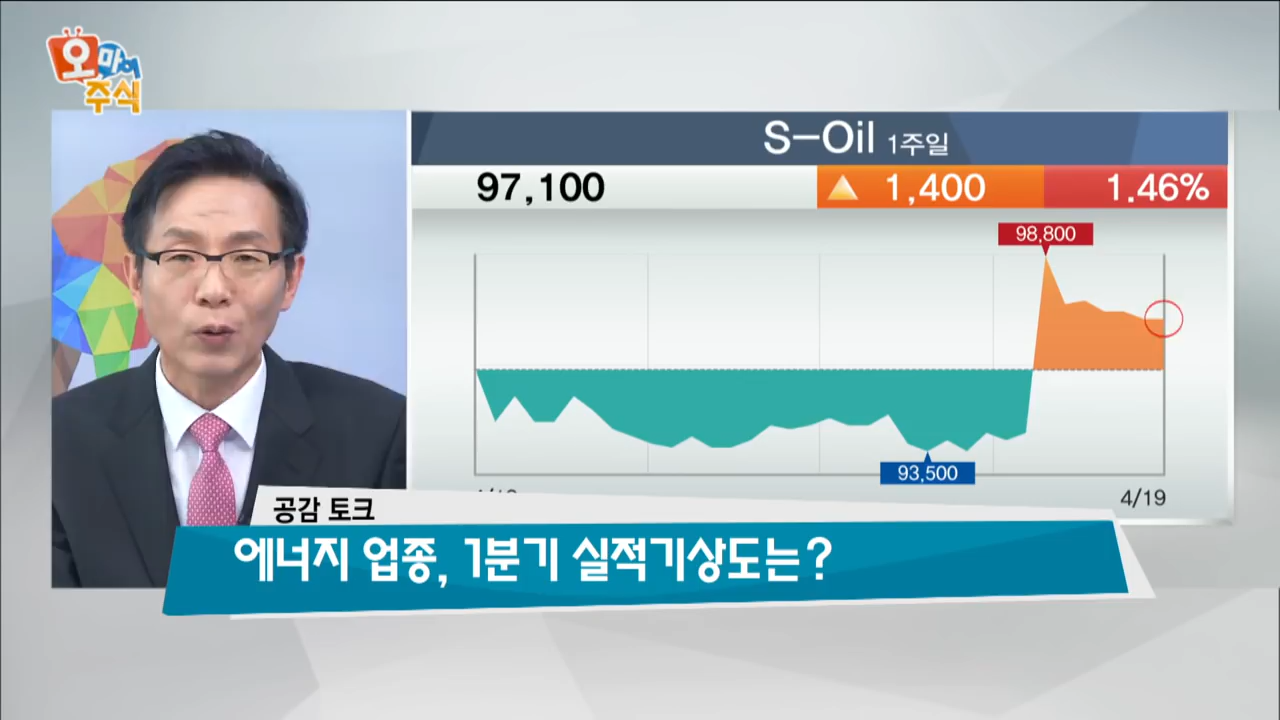 오 마이
주식
S-Oil 1주일
97,100 ▲ 1,400 1.46%
98,800
93,500
4/19
공감 토크
에너지 업종, 1분기 실적기상도는?